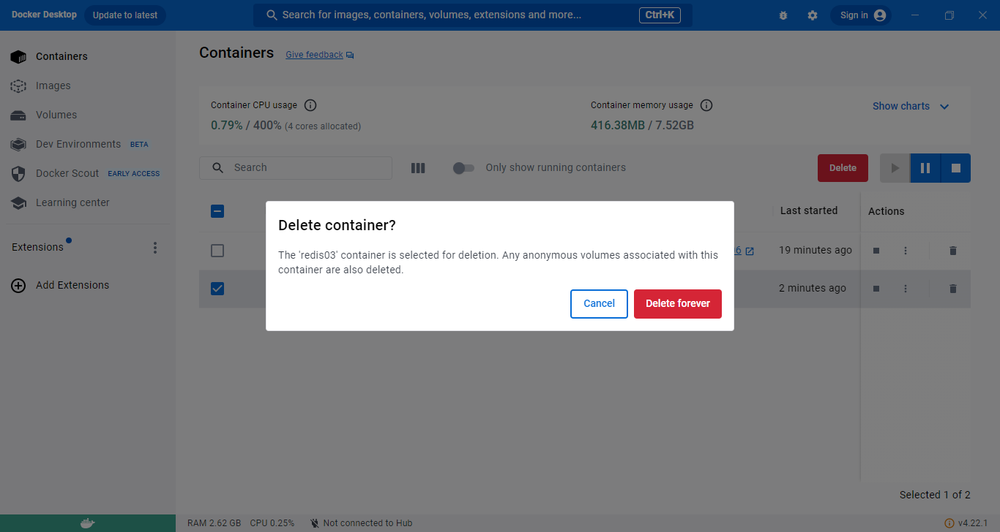 Docker Desktop
Update to latest
Search for images, containers, volumes, extensions and more...
Ctrl+K
Sign in
Containers
Images
Volumes
Dev Environments BETA
Docker Scout EARLY ACCESS
Learning center
Extensions
Add Extensions
Containers
Give feedback
Container CPU usage
0.79% / 400% (4 cores allocated)
Container memory usage
416.38MB / 7.52GB
Show charts
Search
Only show running containers
Delete
Last started
Actions
6
19 minutes ago
2 minutes ago
Delete container?
The 'redis03' container is selected for deletion. Any anonymous volumes associated with this
container are also deleted.
Cancel
Delete forever
Selected 1 of 2
RAM 2.62 GB CPU 0.25% Not connected to Hub
v4.22.1